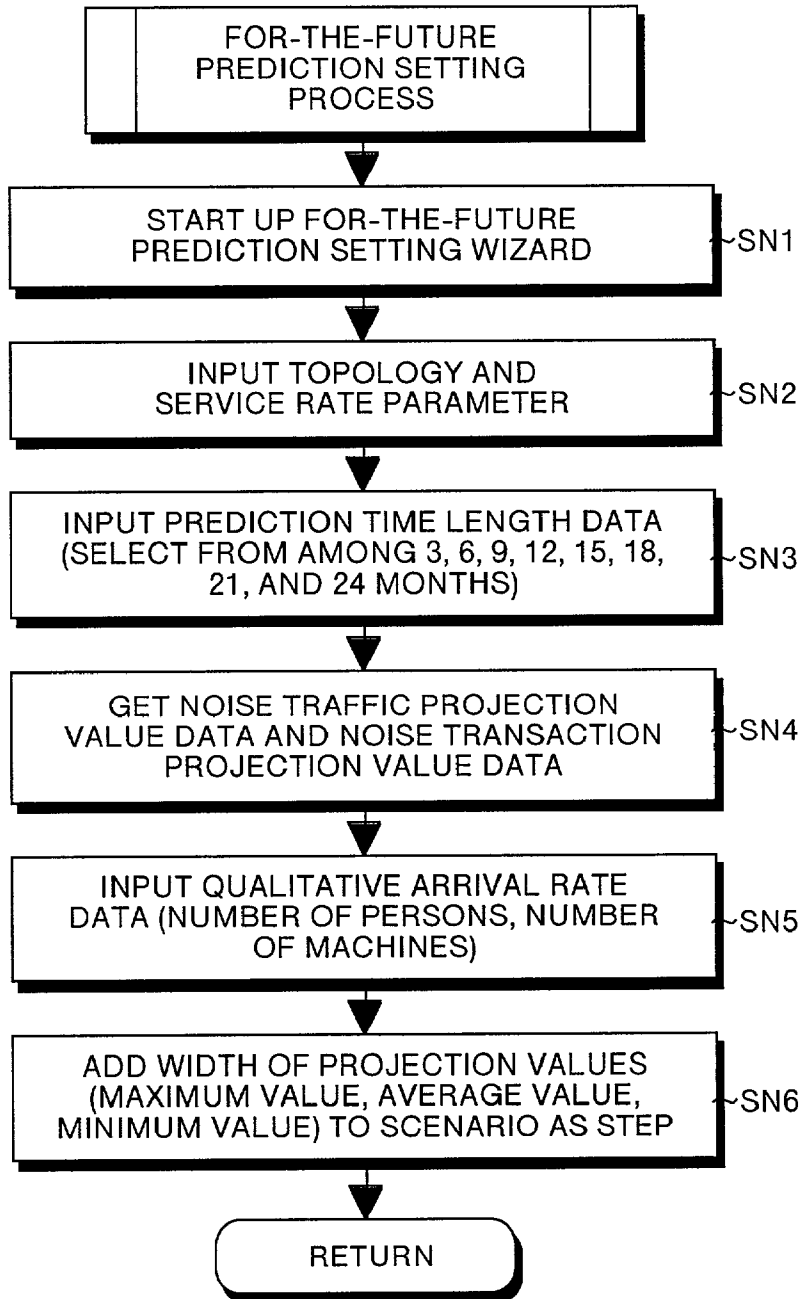 FOR-THE-FUTURE
PREDICTION SETTING
PROCESS
START UP FOR-THE-FUTURE
PREDICTION SETTING WIZARD
SN1
INPUT TOPOLOGY AND
SERVICE RATE PARAMETER
SN2
INPUT PREDICTION TIME LENGTH DATA
(SELECT FROM AMONG 3, 6, 9, 12, 15, 18,
21, AND 24 MONTHS)
SN3
GET NOISE TRAFFIC PROJECTION
VALUE DATA AND NOISE TRANSACTION
PROJECTION VALUE DATA
SN4
INPUT QUALITATIVE ARRIVAL RATE
DATA (NUMBER OF PERSONS, NUMBER
OF MACHINES)
SN5
ADD WIDTH OF PROJECTION VALUES
(MAXIMUM VALUE, AVERAGE VALUE,
MINIMUM VALUE) TO SCENARIO AS STEP
SN6
RETURN